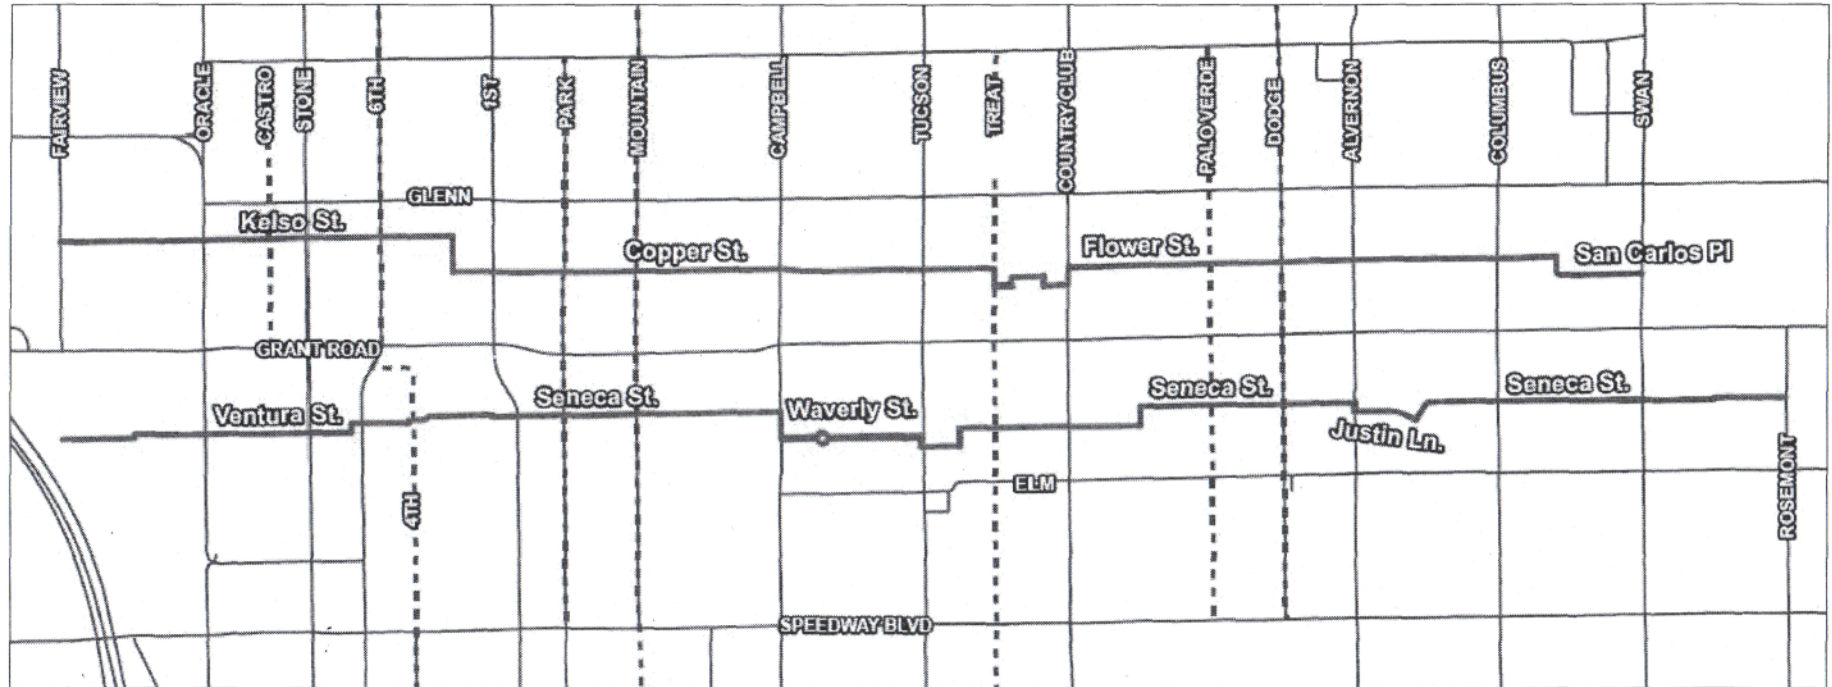 FAIRVIEW
ORACLE
CASTRO
STONE
6TH
1ST
PARK
MOUNTAIN
CAMPBELL
TUCSON
TREAT
COUNTRY CLUB
PALO VERDE
DODGE
ALVERNON
COLUMBUS
SWAN
GLENN
Kelso St.
Copper St.
Flower St.
San Carlos Pl
GRANT ROAD
Ventura St.
Seneca St.
Waverly St.
Seneca St.
Seneca St.
Justin Ln.
4TH
ELM
ROSEMONT
SPEEDWAY BLVD